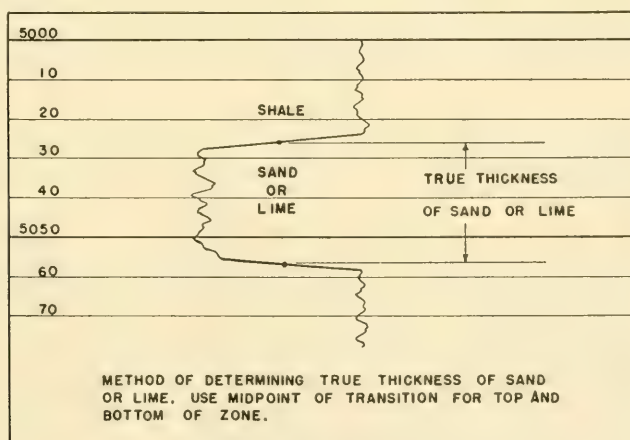 5000
10
20
SHALE
30
SAND
OR
LIME
TRUE THICKNESS
OF SAND OR LIME
40
5050
60
70
METHOD OF DETERMINING TRUE THICKNESS OF SAND
OR LIME. USE MIDPOINT OF TRANSITION FOR TOP AND
BOTTOM OF ZONE.